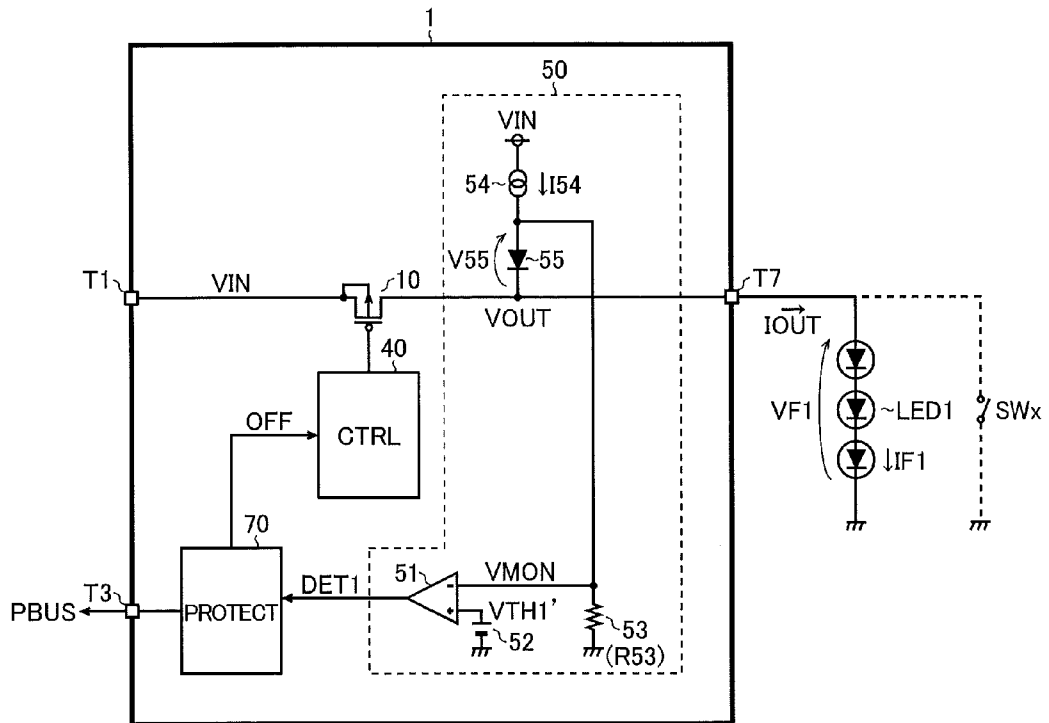 1
50
VIN
54 ~ ↓I54
V55
~55
T1
VIN
10
T7
VOUT
IOUT
40
VF1
~LED1
SWx
OFF
CTRL
↓IF1
70
T3
DET1
51
VMON
PBUS
PROTECT
VTH1'
52
53
(R53)